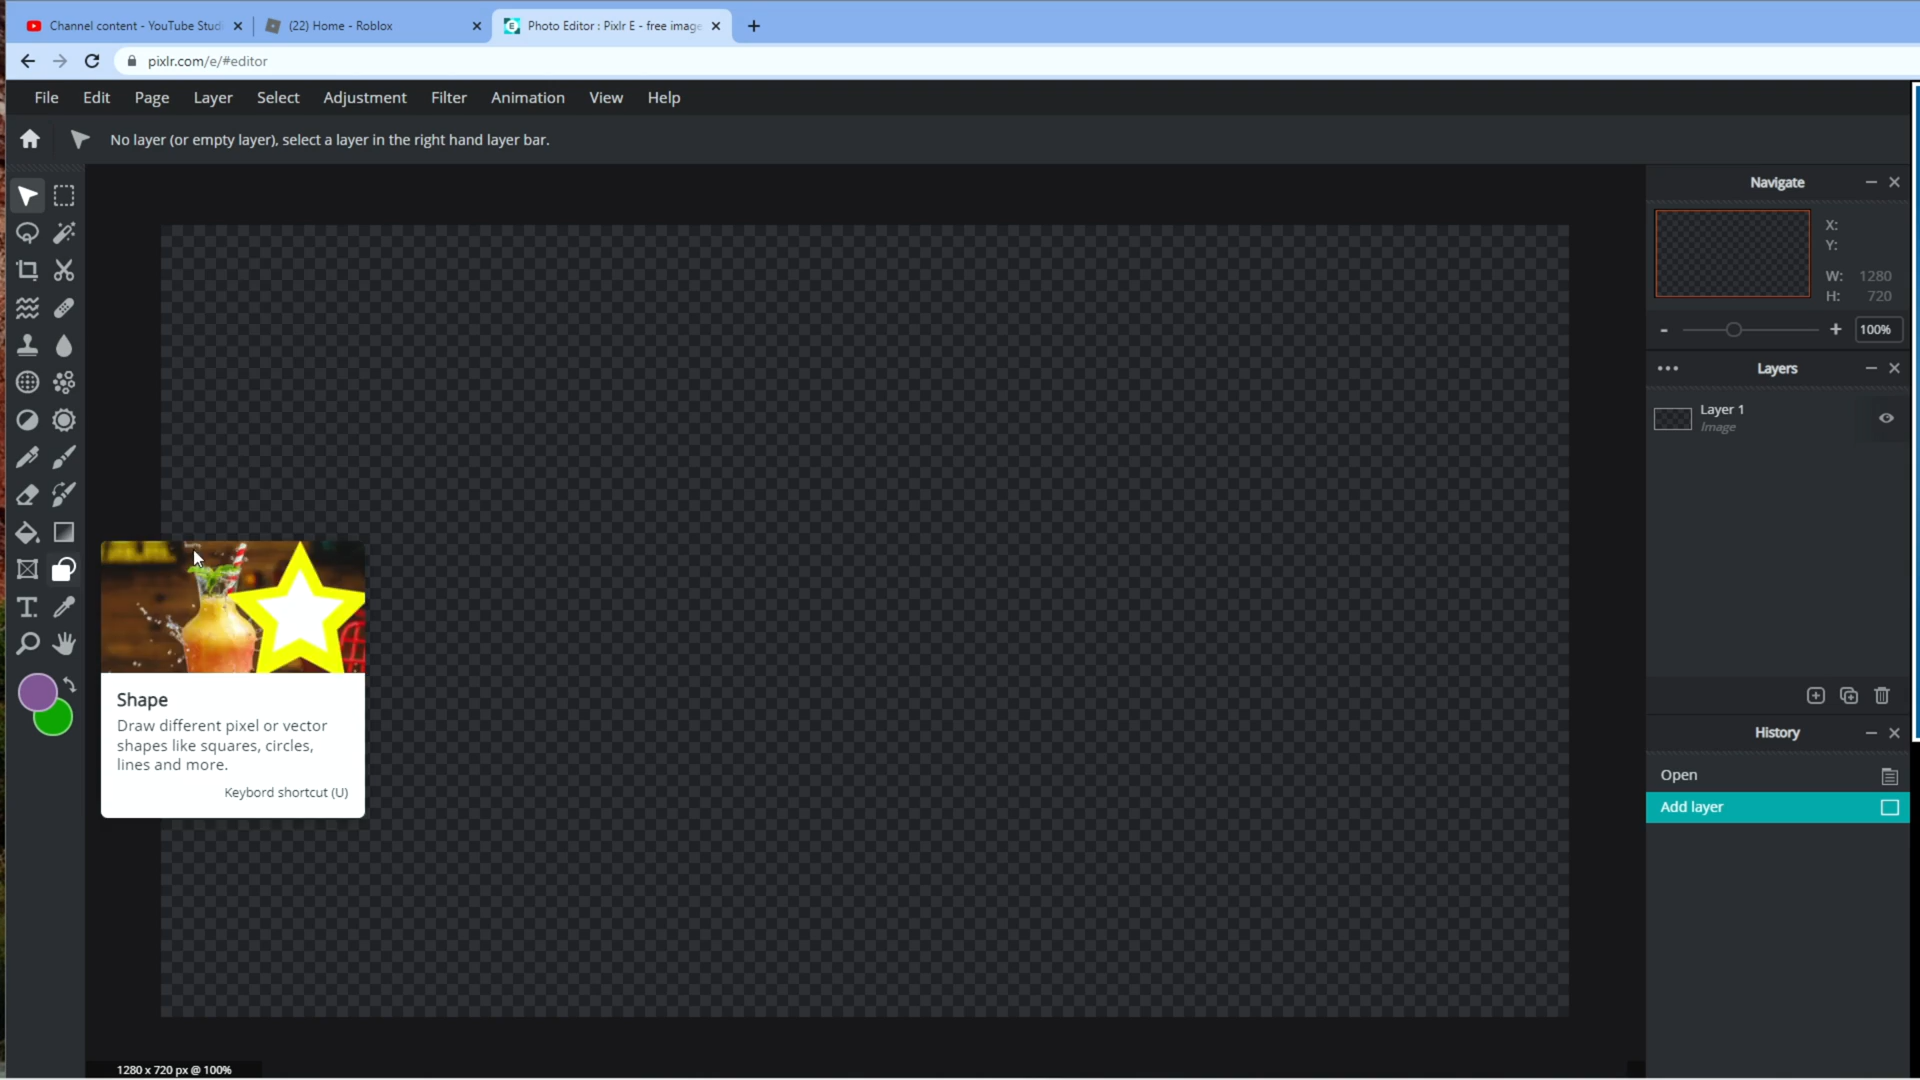 Channel content - YouTube Stud
(22) Home - Roblox
Photo Editor : Pixlr E - free image
pixlr.com/e/#editor
File Edit Page Layer Select Adjustment Filter Animation View Help
No layer (or empty layer), select a layer in the right hand layer bar.
Navigate
X:
Y:
W: 1280
H: 720
100%
Layers
Layer 1
Image
Shape
Draw different pixel or vector
shapes like squares, circles,
lines and more.
Keybord shortcut (U)
History
Open
Add layer
1280 x 720 px @ 100%